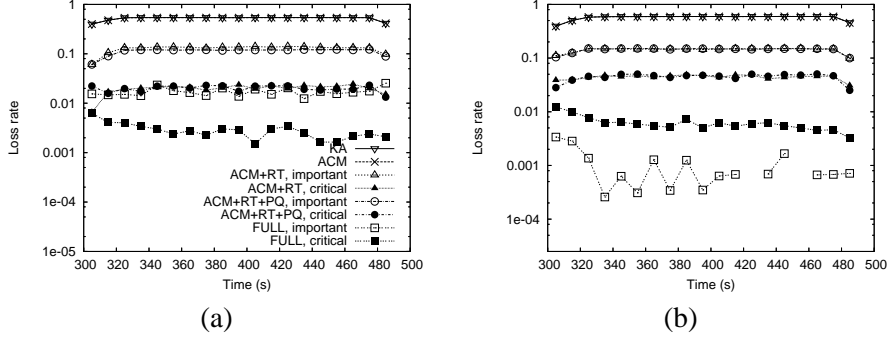 1
0.1
0.01
0.001
1e-04
1e-05
Loss rate
KA
ACM
ACM+RT, important
ACM+RT, critical
ACM+RT+PQ, important
ACM+RT+PQ, critical
FULL, important
FULL, critical
300 320 340 360 380 400 420 440 460 480 500
Time (s)
(a)
1
0.1
0.01
0.001
1e-04
Loss rate
300 320 340 360 380 400 420 440 460 480 500
Time (s)
(b)